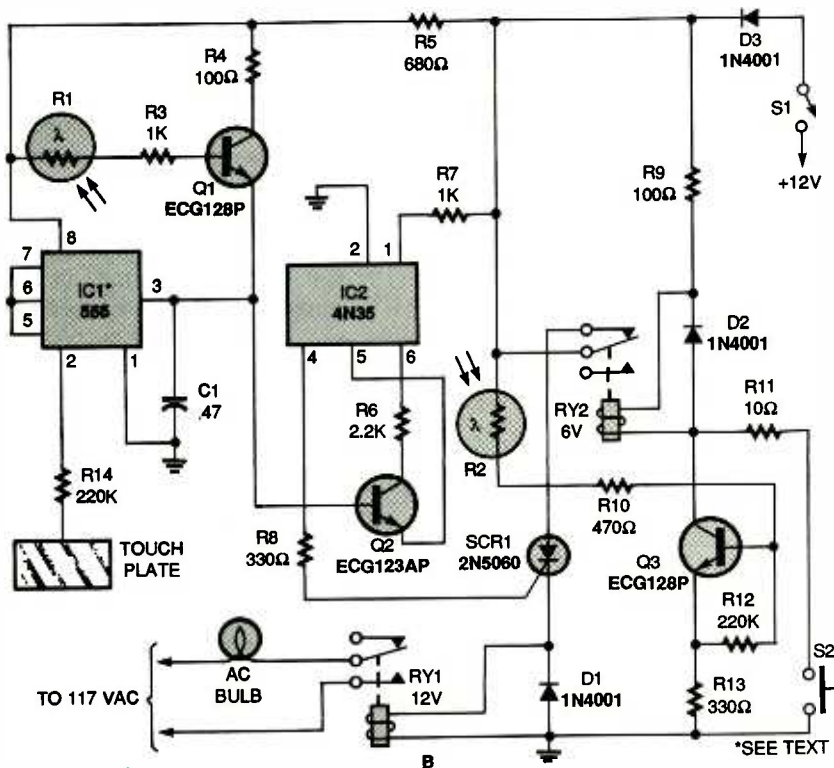 R5
680Ω
D3
1N4001
R4
100Ω
S1
+12V
R1
λ
R3
1K
Q1
ECG128P
R7
1K
R9
100Ω
8
7
6
5
IC1*
555
3
2
1
2
1
IC2
4N35
4
5
6
D2
1N4001
C1
.47
R6
2.2K
λ
R2
RY2
6V
R11
10Ω
R14
220K
R10
470Ω
TOUCH
PLATE
R8
330Ω
Q2
ECG123AP
SCR1
2N5060
Q3
ECG128P
R12
220K
S2
TO 117 VAC
AC
BULB
RY1
12V
D1
1N4001
R13
330Ω
*SEE TEXT
B